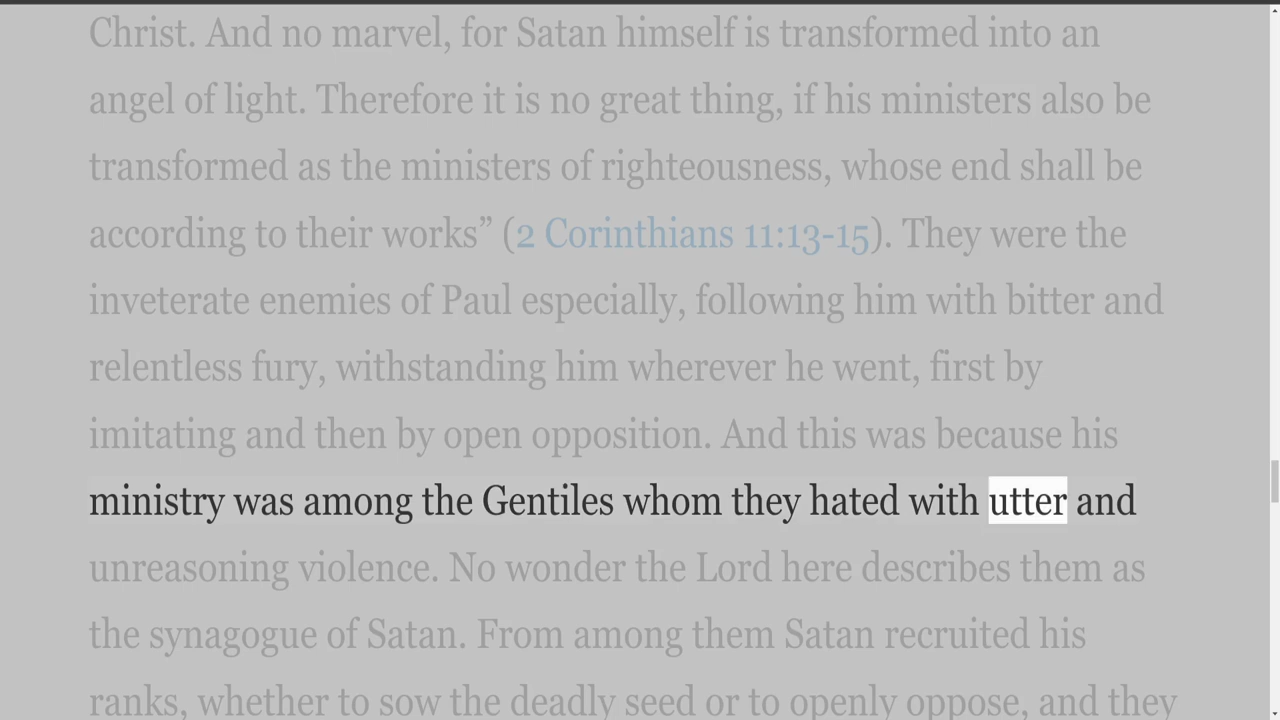 Christ. And no marvel, for Satan himself is transformed into an
angel of light. Therefore it is no great thing, if his ministers also be
transformed as the ministers of righteousness, whose end shall be
according to their works” (2 Corinthians 11:13-15). They were the
inveterate enemies of Paul especially, following him with bitter and
relentless fury, withstanding him wherever he went, first by
imitating and then by open opposition. And this was because his
ministry was among the Gentiles whom they hated with utter and
unreasoning violence. No wonder the Lord here describes them as
the synagogue of Satan. From among them Satan recruited his
ranks, whether to sow the deadly seed or to openly oppose, and they